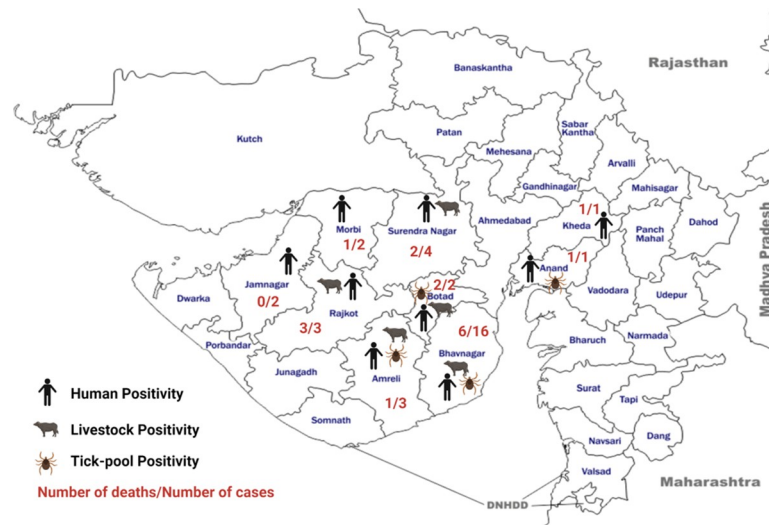 Rajasthan
Banaskantha
Kutch
Patan
Sabar
Kantha
Mehesana
Arvalli
Gandhinagar
Mahisagar
Morbi
1/2
Surendra Nagar
2/4
Ahmedabad
1/1
Kheda
Panch
Mahal
Dahod
Madhya Pradesh
Jamnagar
0/2
Dwarka
Rajkot
3/3
2/2
Botad
1/1
Anand
Vadodara
Udepur
Porbandar
6/16
Bhavnagar
Bharuch
Narmada
Junagadh
Amreli
1/3
Somnath
Surat
Tapi
Navsari
Dang
Valsad
Maharashtra
DNHDD
Human Positivity
Livestock Positivity
Tick-pool Positivity
Number of deaths/Number of cases